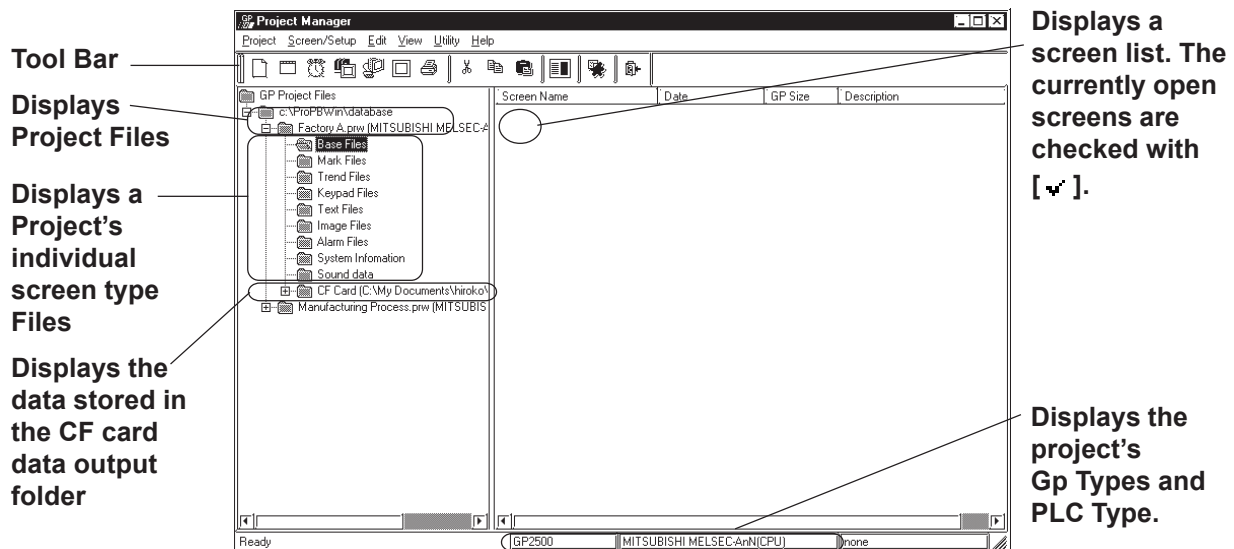 Project Manager
Project Screen/Setup Edit View Utility Help
GP Project Files
c:\ProPBWin\database
Factory A.prw (MITSUBISHI MELSEC-A
Base Files
Mark Files
Trend Files
Keypad Files
Text Files
Image Files
Alarm Files
System Infomation
Sound data
CF Card (C:\My Documents\hiroko\
Manufacturing Process.prw (MITSUBIS
Screen Name Date GP Size Description
Ready GP2500 MITSUBISHI MELSEC-AnN(CPU) none
Tool Bar
Displays
Project Files
Displays a
Project's
individual
screen type
Files
Displays the
data stored in
the CF card
data output
folder
Displays a
screen list. The
currently open
screens are
checked with
[ ✓ ].
Displays the
project's
Gp Types and
PLC Type.